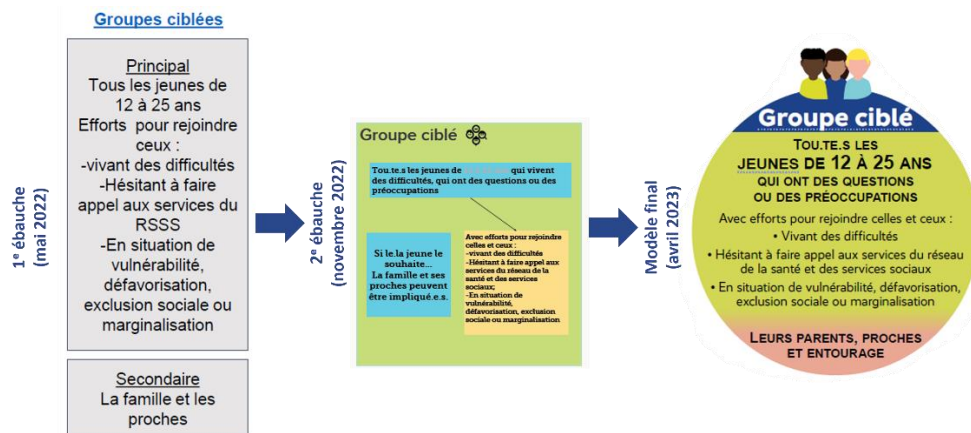 Groupes ciblées
1e ébauche
(mai 2022)
Principal
Tous les jeunes de
12 à 25 ans
Efforts pour rejoindre
ceux :
-vivant des difficultés
-Hésitant à faire
appel aux services du
RSSS
-En situation de
vulnérabilité,
défavorisation,
exclusion sociale ou
marginalisation
Secondaire
La famille et les
proches
2e ébauche
(novembre 2022)
Groupe ciblé
Tou.te.s les jeunes de qui vivent
des difficultés, qui ont des questions ou des
préoccupations
Si le.la jeune le
souhaite...
La famille et ses
proches peuvent
être impliqué.e.s.
Avec efforts pour rejoindre
celles et ceux :
-vivant des difficultés
-Hésitant à faire appel aux
services du réseau de la
santé et des services
sociaux;
-En situation de
vulnérabilité,
défavorisation, exclusion
sociale ou marginalisation
Modèle final
(avril 2023)
Groupe ciblé
TOU.TE.S LES
JEUNES DE 12 À 25 ANS
QUI ONT DES QUESTIONS
OU DES PRÉOCCUPATIONS
Avec efforts pour rejoindre celles et ceux :
• Vivant des difficultés
• Hésitant à faire appel aux services du réseau
de la santé et des services sociaux
• En situation de vulnérabilité, défavorisation,
exclusion sociale ou marginalisation
LEURS PARENTS, PROCHES
ET ENTOURAGE